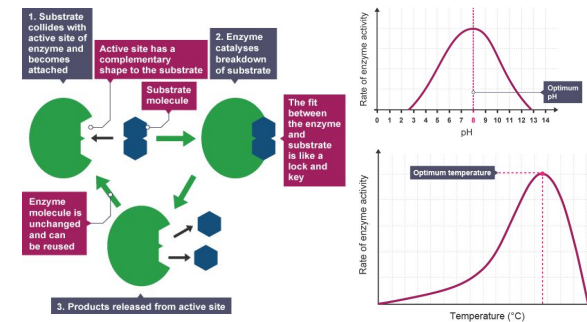 1. Substrate
collides with
active site of
enzyme and
becomes
attached
Active site has a
complementary
shape to the substrate
2. Enzyme
catalyses
breakdown
of substrate
Substrate
molecule
The fit
between
the enzyme
and
substrate
is like a
lock and
key
Enzyme
molecule is
unchanged
and can
be reused
3. Products released from active site
Rate of enzyme activity
Optimum
pH
0 1 2 3 4 5 6 7 8 9 10 11 12 13 14
pH
Rate of enzyme activity
Optimum temperature
Temperature (°C)